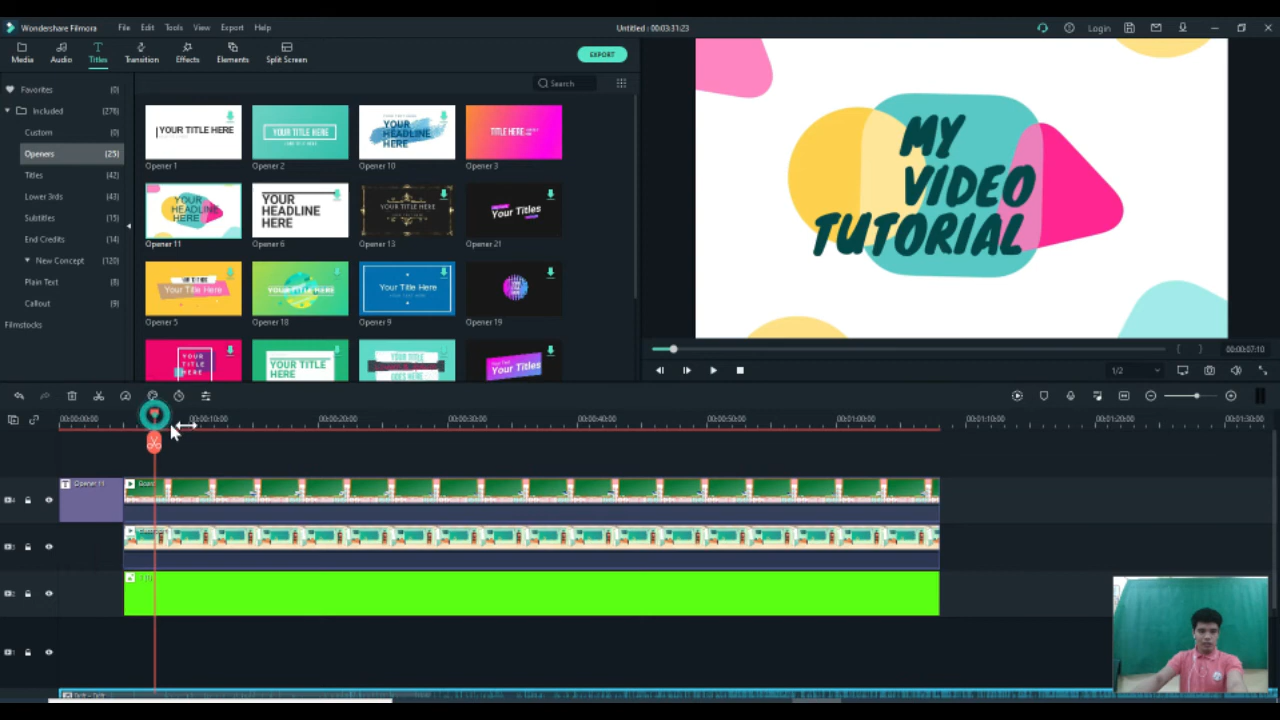 Wondershare Filmora File Edit Tools View Export Help Untitled : 00:03:31:23 Login
Media Audio Titles Transition Effects Elements Split Screen EXPORT
Search
Favorites (0)
Included (276)
Custom (0)
Openers (25)
Titles (42)
Lower 3rds (43)
Subtitles (15)
End Credits (14)
New Concept (120)
Plain Text (8)
Callout (9)
Filmstocks
YOUR TITLE HERE
Opener 1
YOUR TITLE HERE
Opener 2
YOUR HEADLINE HERE
Opener 10
TITLE HERE
Opener 3
YOUR HEADLINE HERE
Opener 11
YOUR HEADLINE HERE
Opener 6
YOUR TITLE HERE
Opener 13
Your Titles
Opener 21
Your Title Here
Opener 5
YOUR TITLE HERE
Opener 18
Your Title Here
Opener 9
Opener 19
YOUR TITLE HERE
YOUR TITLE HERE
Your Titles
MY
VIDEO
TUTORIAL
00:00:07:10
1/2
00:00:00:00 00:00:10:00 00:00:20:00 00:00:30:00 00:00:40:00 00:00:50:00 00:01:00:00 00:01:10:00 00:01:20:00 00:01:30:00
Opener 11